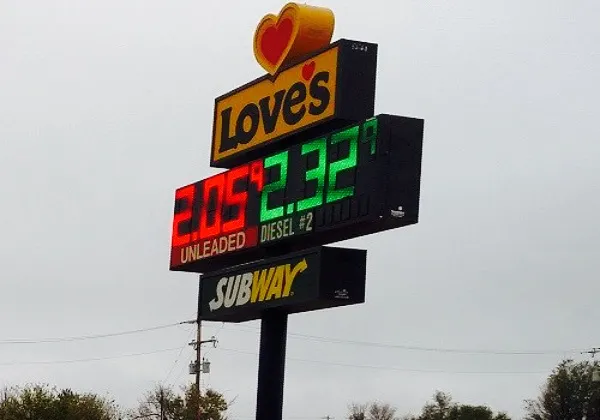 Love's
2.05⁹ 2.32⁹
UNLEADED DIESEL #2
SUBWAY